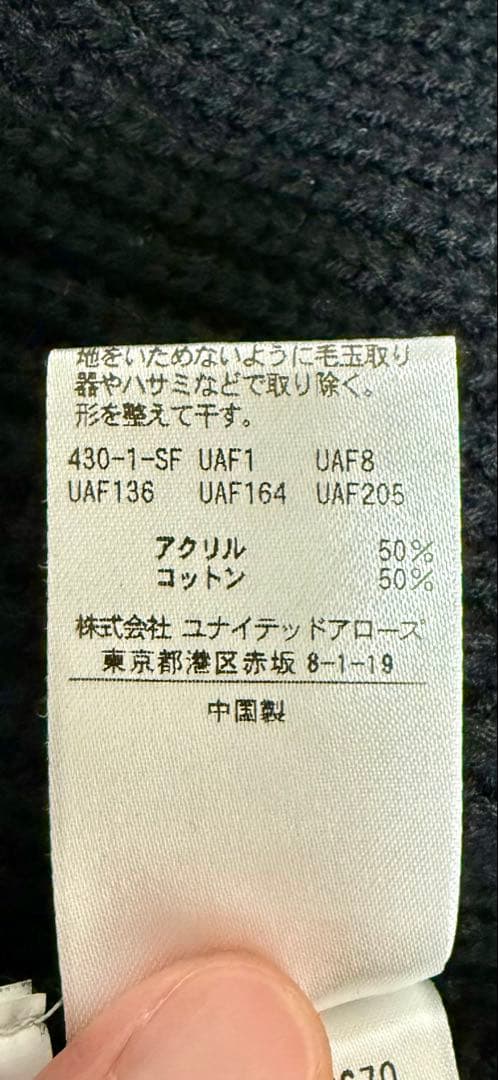 地をいためないように毛玉取り
器やハサミなどで取り除く。
形を整えて干す。
430-1-SF UAF1 UAF8
UAF136 UAF164 UAF205
アクリル 50%
コットン 50%
株式会社 ユナイテッドアローズ
東京都港区赤坂 8-1-19
中国製